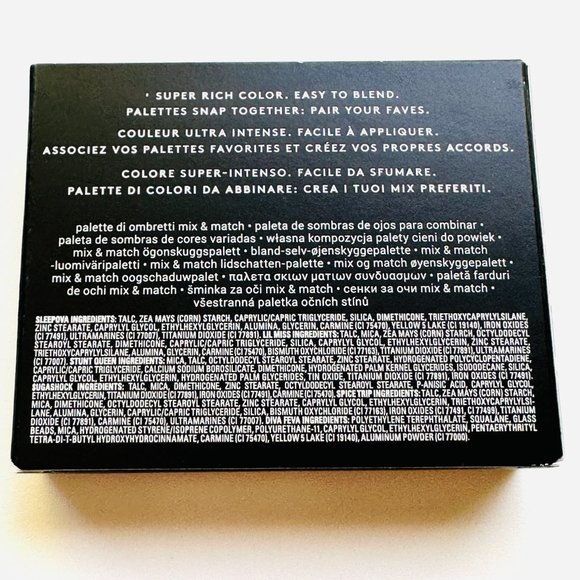 SUPER RICH COLOR. EASY TO BLEND.
PALETTES SNAP TOGETHER: PAIR YOUR FAVES.
COULEUR ULTRA INTENSE. FACILE À APPLIQUER.
ASSOCIEZ VOS PALETTES FAVORITES ET CRÉEZ VOS PROPRES ACCORDS.
COLORE SUPER-INTENSO. FACILE DA SFUMARE.
PALETTE DI COLORI DA ABBINARE: CREA I TUOI MIX PREFERITI.
palette di ombretti mix & match • paleta de sombras de ojos para combinar •
paleta de sombras de cores variadas • własna kompozycja palety cieni do powiek •
mix & match ögonskuggspalett • bland-selv-øjenskyggepalette • mix & match
-luomiväripaletti • mix & match lidschatten-palette • mix og match øyenskyggepalett •
mix & match oogschaduwpalet • παλετα σκιων ματιων συνδυασμων • paletă farduri
de ochi mix & match • šminka za oči mix & match • сенки за очи mix & match •
všestranná paletka očních stínů
SLEEPOVA INGREDIENTS: TALC, ZEA MAYS (CORN) STARCH, CAPRYLIC/CAPRIC TRIGLYCERIDE, SILICA, DIMETHICONE, TRIETHOXYCAPRYLYLSILANE,
ZINC STEARATE, CAPRYLYL GLYCOL, ETHYLHEXYLGLYCERIN, ALUMINA, GLYCERIN, CARMINE (CI 75470), YELLOW 5 LAKE (CI 19140), IRON OXIDES
(CI 77491), ULTRAMARINES (CI 77007), TITANIUM DIOXIDE (CI 77891). LIL MISS INGREDIENTS: TALC, MICA, ZEA MAYS (CORN) STARCH, OCTYLDODECYL
STEAROYL STEARATE, DIMETHICONE, CAPRYLIC/CAPRIC TRIGLYCERIDE, SILICA, CAPRYLYL GLYCOL, ETHYLHEXYLGLYCERIN, ZINC STEARATE,
TRIETHOXYCAPRYLYLSILANE, ALUMINA, GLYCERIN, CARMINE (CI 75470), BISMUTH OXYCHLORIDE (CI 77163), TITANIUM DIOXIDE (CI 77891), ULTRAMARINES
(CI 77007). STUNT QUEEN INGREDIENTS: MICA, TALC, OCTYLDODECYL STEAROYL STEARATE, ZINC STEARATE, HYDROGENATED POLYCYCLOPENTADIENE,
CAPRYLIC/CAPRIC TRIGLYCERIDE, CALCIUM SODIUM BOROSILICATE, DIMETHICONE, HYDROGENATED PALM KERNEL GLYCERIDES, ISODODECANE, SILICA,
CAPRYLYL GLYCOL, ETHYLHEXYLGLYCERIN, HYDROGENATED PALM GLYCERIDES, TIN OXIDE, TITANIUM DIOXIDE (CI 77891), IRON OXIDES (CI 77491).
SUGASHOCK INGREDIENTS: TALC, MICA, DIMETHICONE, ZINC STEARATE, OCTYLDODECYL STEAROYL STEARATE, P-ANISIC ACID, CAPRYLYL GLYCOL,
ETHYLHEXYLGLYCERIN, TITANIUM DIOXIDE (CI 77891), IRON OXIDES (CI 77491), CARMINE (CI 75470). SPICE TTIP INGREDIENTS: TALC, ZEA MAYS (CORN) STARCH,
MICA, DIMETHICONE, OCTYLDODECYL STEAROYL STEARATE, ZINC STEARATE, CAPRYLYL GLYCOL, ETHYLHEXYLGLYCERIN, TRIETHOXYCAPRYLYLSI-
LANE, ALUMINA, GLYCERIN, CAPRYLIC/CAPRIC TRIGLYCERIDE, SILICA, BISMUTH OXYCHLORIDE (CI 77163), IRON OXIDES (CI 77491), TITANIUM
DIOXIDE (CI 77891), CARMINE (CI 75470), ULTRAMARINES (CI 77007). DIVA FEVA INGREDIENTS: POLYETHYLENE TEREPHTHALATE, SQUALANE, GLASS
BEADS, MICA, HYDROGENATED STYRENE/ISOPRENE COPOLYMER, POLYURETHANE-11, CAPRYLYL GLYCOL, ETHYLHEXYLGLYCERIN, PENTAERYTHRITYL
TETRA-DI-T-BUTYL HYDROXYHYDROCINNAMATE, CARMINE (CI 75470), YELLOW 5 LAKE (CI 19140), ALUMINUM POWDER (CI 77000).